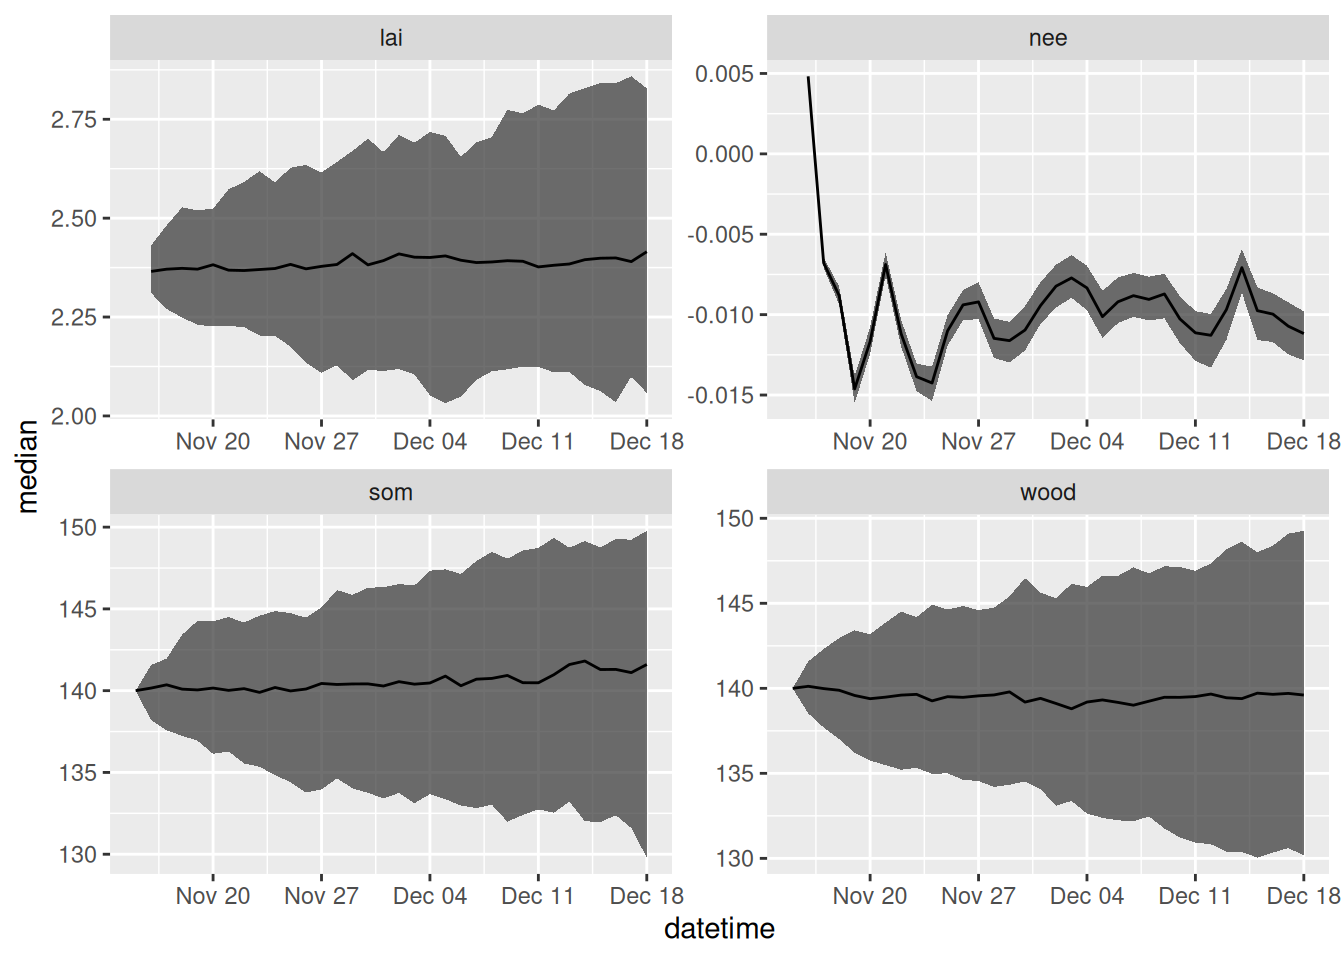 lai
nee
2.75
2.50
2.25
2.00
0.005
0.000
-0.005
-0.010
-0.015
Nov 20 Nov 27 Dec 04 Dec 11 Dec 18
Nov 20 Nov 27 Dec 04 Dec 11 Dec 18
median
som
wood
150
145
140
135
130
150
145
140
135
130
Nov 20 Nov 27 Dec 04 Dec 11 Dec 18
Nov 20 Nov 27 Dec 04 Dec 11 Dec 18
datetime